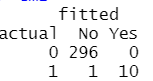 fitted
actual No Yes
0 296 0
1 1 10